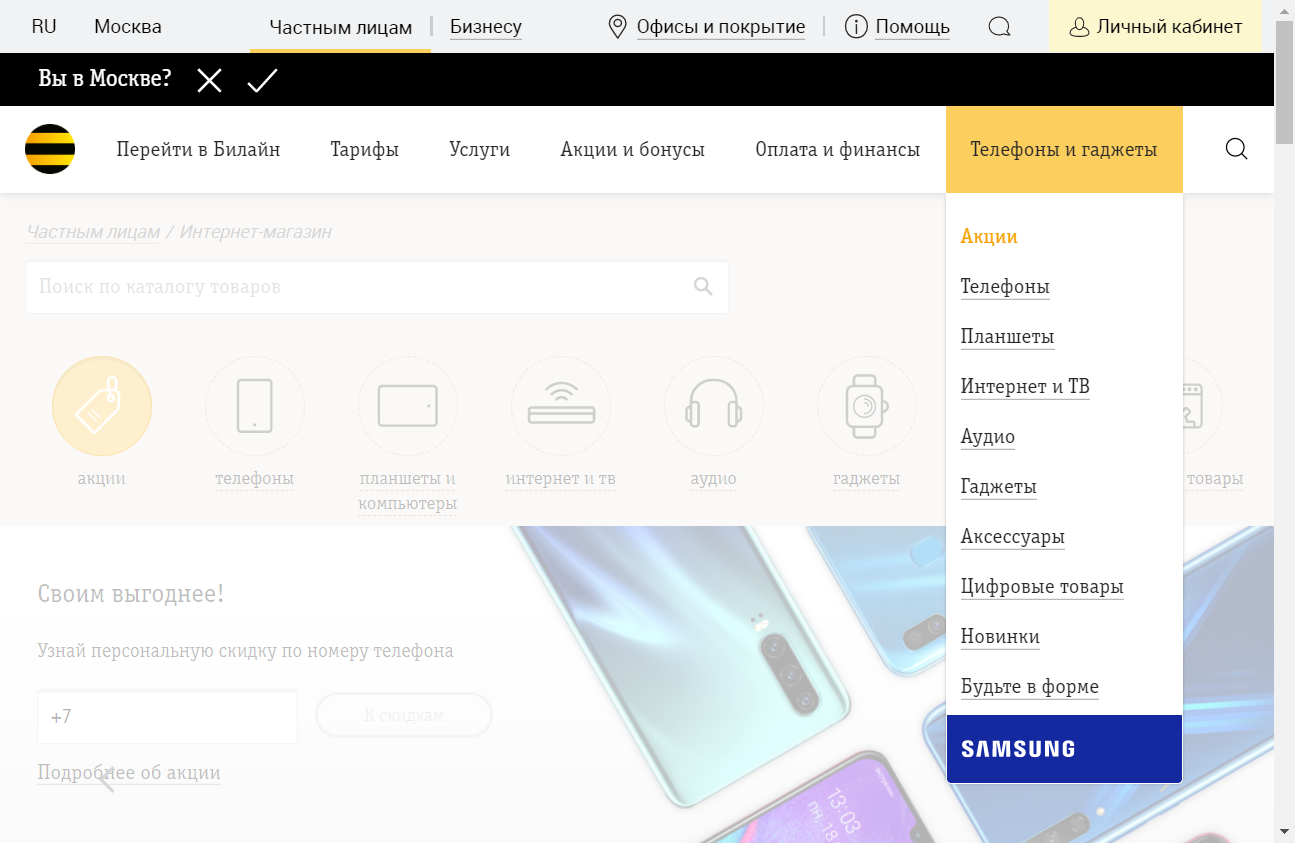 RU Москва Частным лицам Бизнесу Офисы и покрытие Помощь Личный кабинет
Вы в Москве?
Перейти в Билайн Тарифы Услуги Акции и бонусы Оплата и финансы Телефоны и гаджеты
Частным лицам / Интернет-магазин
Поиск по каталогу товаров
Акции
Телефоны
Планшеты
Интернет и ТВ
Аудио
Гаджеты
Аксессуары
Цифровые товары
Новинки
Будьте в форме
SAMSUNG
акции телефоны планшеты и интернет и тв аудио гаджеты товары
компьютеры
Своим выгоднее!
Узнай персональную скидку по номеру телефона
+7 К скидкам
Подробнее об акции
13:03
пн, 18